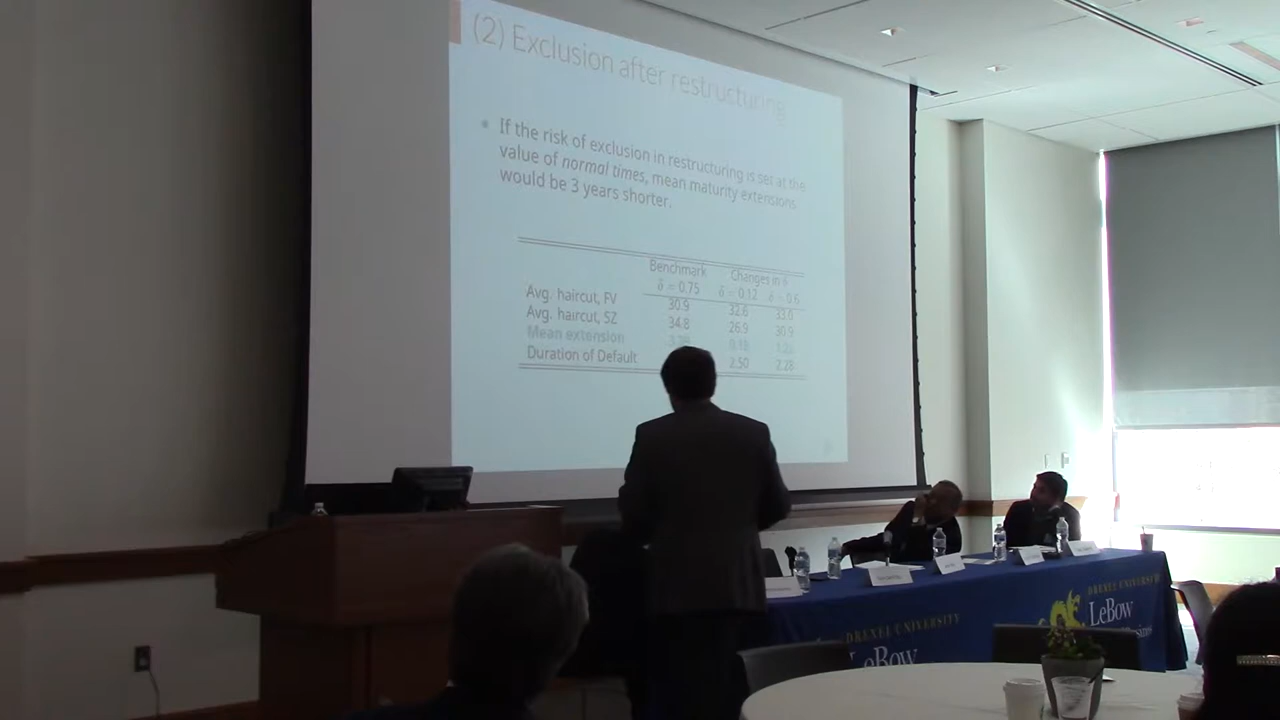 (2) Exclusion after restructuring
• If the risk of exclusion in restructuring is set at the
value of normal times, mean maturity extensions
would be 3 years shorter.
Benchmark Changes in δ
δ = 0.75 δ = 0.12 δ = 0.6
Avg. haircut, FV 30.9 32.6 33.0
Avg. haircut, SZ 34.8 26.9 30.9
Mean extension
Duration of Default 2.50 2.28
DREXEL UNIVERSITY
LeBow
DREXEL UNIVERSITY
LeBow